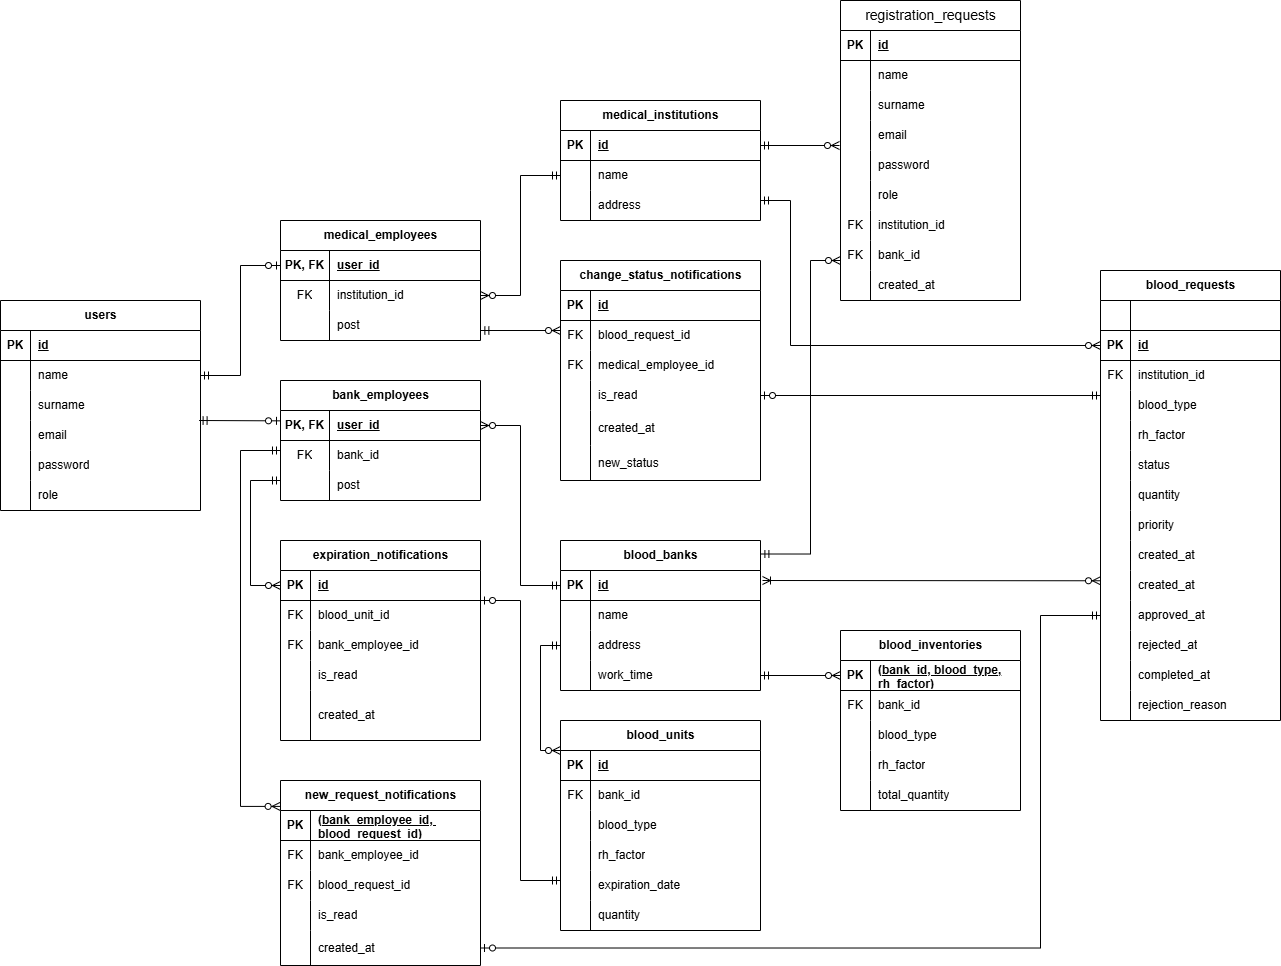 registration_requests
PK id
name
surname
email
password
role
FK institution_id
FK bank_id
created_at
medical_institutions
PK id
name
address
medical_employees
PK, FK user_id
FK institution_id
post
change_status_notifications
PK id
FK blood_request_id
FK medical_employee_id
is_read
created_at
new_status
blood_requests
PK id
FK institution_id
blood_type
rh_factor
status
quantity
priority
created_at
created_at
approved_at
rejected_at
completed_at
rejection_reason
users
PK id
name
surname
email
password
role
bank_employees
PK, FK user_id
FK bank_id
post
expiration_notifications
PK id
FK blood_unit_id
FK bank_employee_id
is_read
created_at
blood_banks
PK id
name
address
work_time
blood_inventories
PK (bank_id, blood_type,
rh_factor)
FK bank_id
blood_type
rh_factor
total_quantity
blood_units
PK id
FK bank_id
blood_type
rh_factor
expiration_date
quantity
new_request_notifications
PK (bank_employee_id,
blood_request_id)
FK bank_employee_id
FK blood_request_id
is_read
created_at